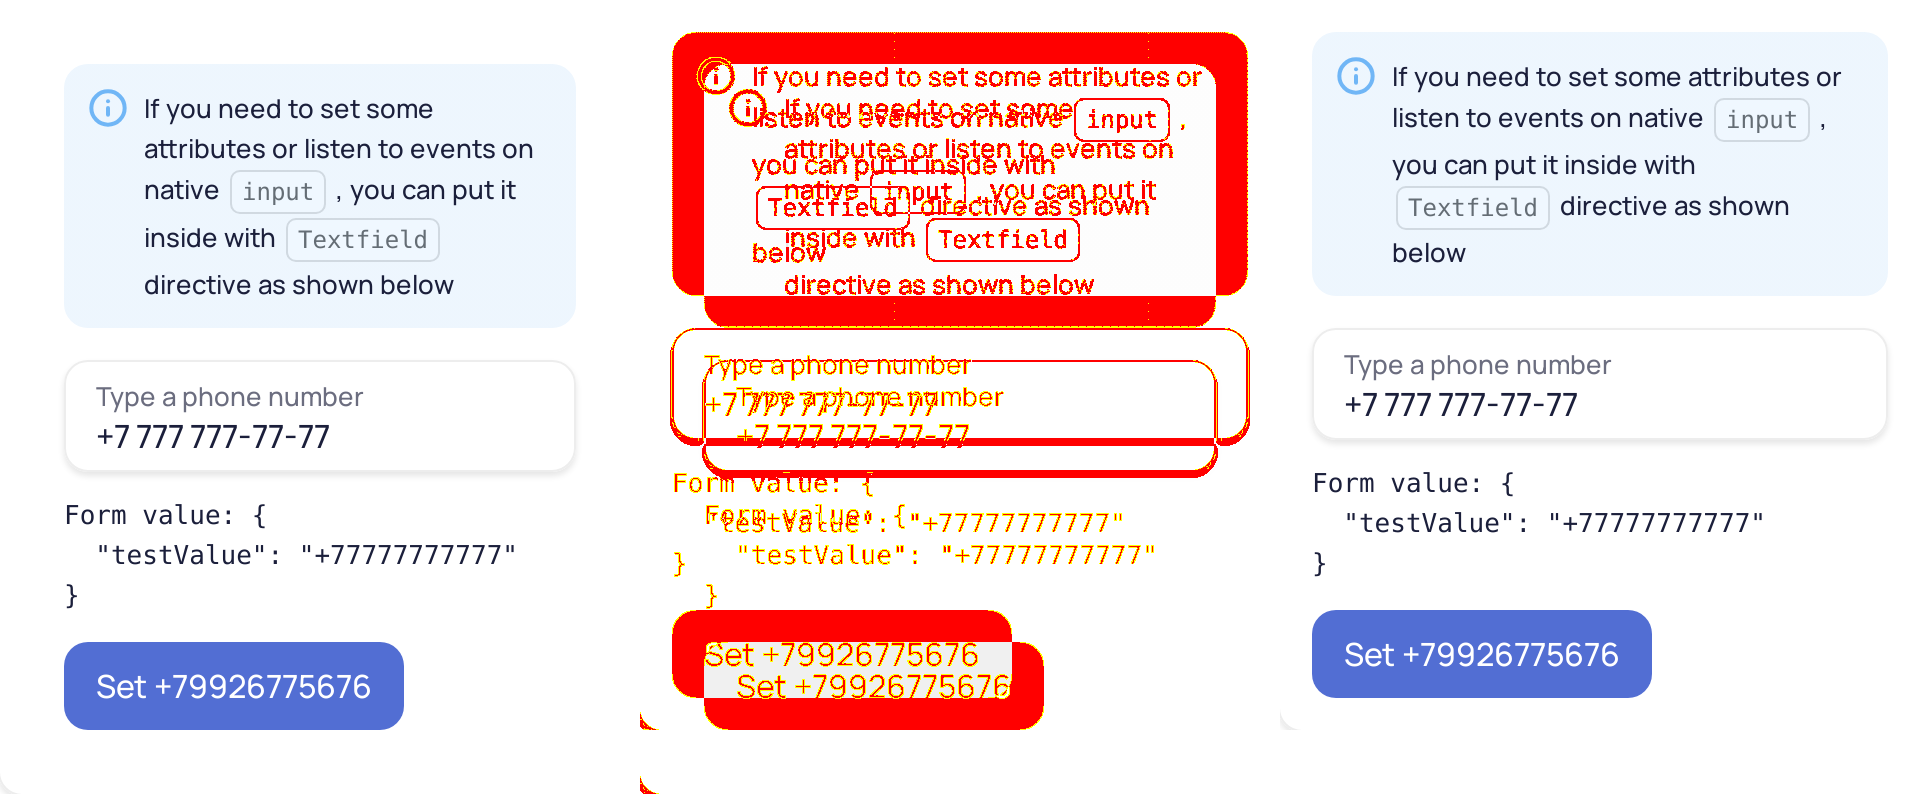 If you need to set some
attributes or listen to events on
native input , you can put it
inside with Textfield
directive as shown below
Type a phone number
+7 777 777-77-77
Form value: {
"testValue": "+77777777777"
}
Set +79926775676
If you need to set some attributes or
If you need to set some
listen to events on native input ,
attributes or listen to events on
you can put it inside with
native input , you can put it
Textfield directive as shown
inside with Textfield
below
directive as shown below
Type a phone number
Type a phone number
+7 777 777-77-77
+7 777 777-77-77
Form value: {
Form value: {
"testValue": "+77777777777"
"testValue": "+77777777777"
}
}
Set +79926775676
Set +79926775676
If you need to set some attributes or
listen to events on native input ,
you can put it inside with
Textfield directive as shown
below
Type a phone number
+7 777 777-77-77
Form value: {
"testValue": "+77777777777"
}
Set +79926775676